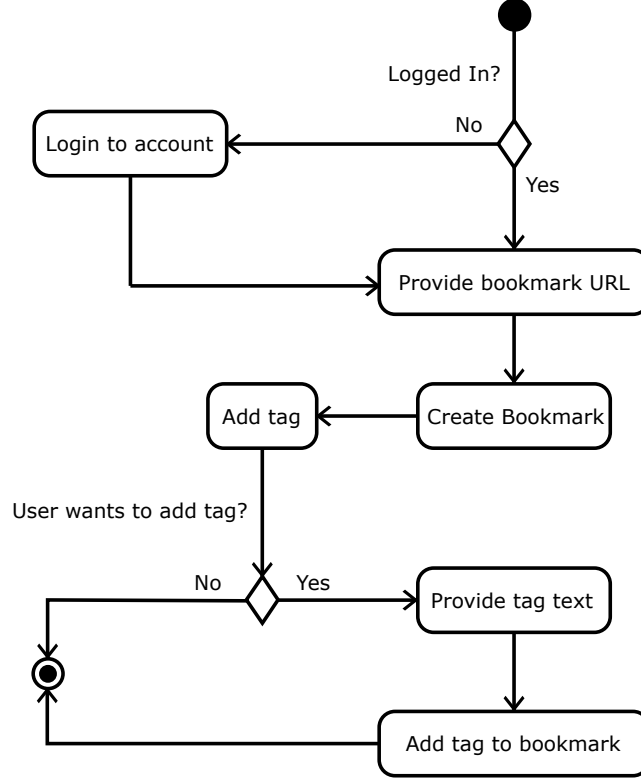 Logged In?
No
Login to account
Yes
Provide bookmark URL
Add tag
Create Bookmark
User wants to add tag?
No
Yes
Provide tag text
Add tag to bookmark